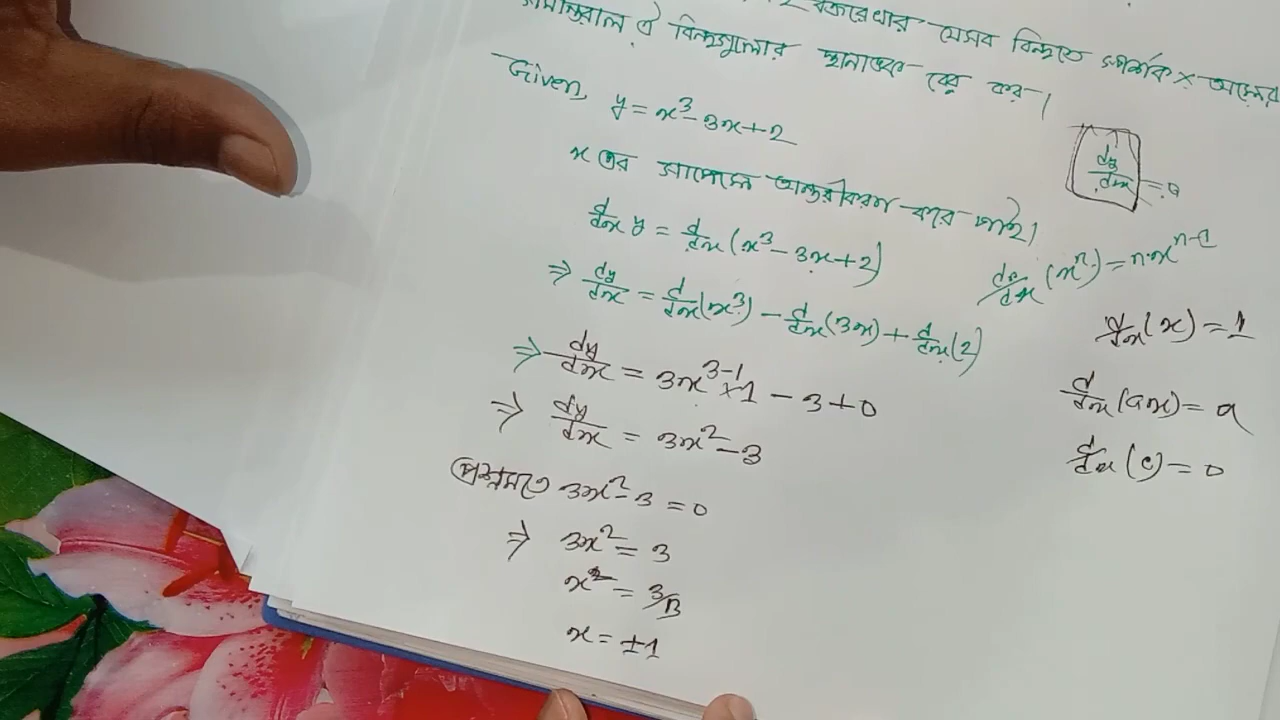 বক্ররেখার যেসব বিন্দুতে স্পর্শক x অক্ষের
সমান্তরাল ঐ বিন্দুগুলোর স্থানাঙ্ক বের কর।
Given, y = x³ - 3x + 2
x এর সাপেক্ষে অন্তরীকরণ করে পাই।
d/dx y = d/dx (x³ - 3x + 2)
⇒ dy/dx = d/dx (x³) - d/dx (3x) + d/dx (2)
⇒ dy/dx = 3x³⁻¹ × 1 - 3 + 0
⇒ dy/dx = 3x² - 3
প্রশ্নমতে 3x² - 3 = 0
⇒ 3x² = 3
x² = 3/3
x = ±1
dy/dx = 0
(xⁿ) = n·xⁿ⁻¹
d/dx (x) = 1
d/dx (ax) = a
d/dx (c) = 0